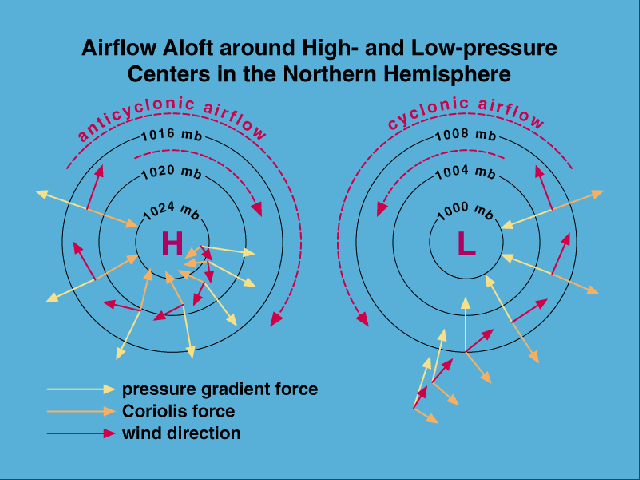 Airflow Aloft around High- and Low-pressure
Centers in the Northern Hemisphere
anticyclonic airflow
cyclonic airflow
1016 mb
1020 mb
1024 mb
H
1008 mb
1004 mb
1000 mb
L
pressure gradient force
Coriolis force
wind direction